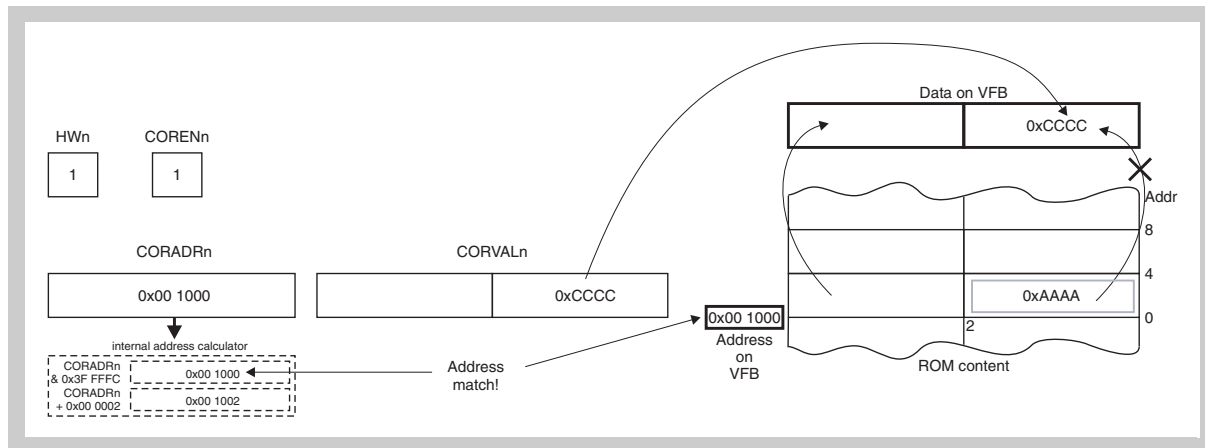 Data on VFB
HWn
CORENn
0xCCCC
1
1
Addr
8
CORADRn
CORVALn
4
0x00 1000
0xCCCC
0xAAAA
0x00 1000
0
2
internal address calculator
Address
on
VFB
ROM content
CORADRn
& 0x3F FFFC
0x00 1000
Address
match!
CORADRn
+ 0x00 0002
0x00 1002